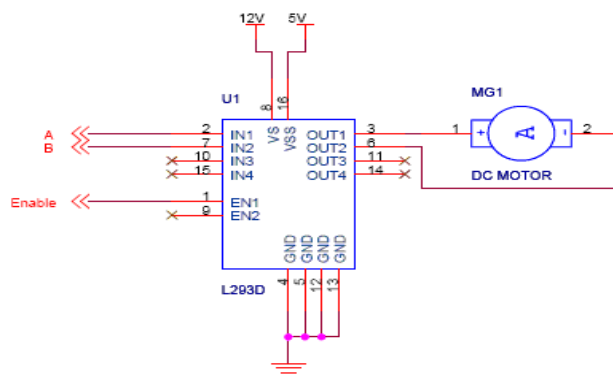 12V 5V
U1
MG1
8 16
VS VSS
A 2 IN1 OUT1 3 1 + A - 2
B 7 IN2 OUT2 6
10 IN3 OUT3 11
15 IN4 OUT4 14
DC MOTOR
Enable 1 EN1
9 EN2
GND GND GND GND
L293D
4 5 12 13